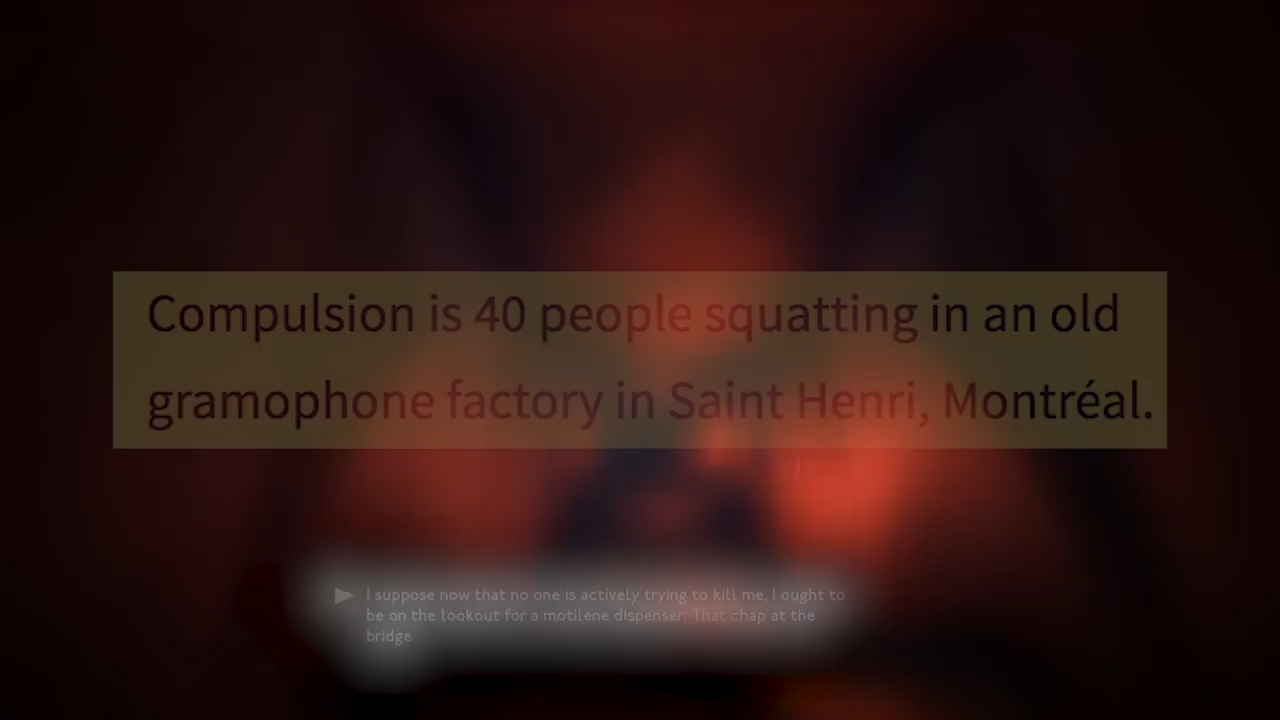 Compulsion is 40 people squatting in an old
gramophone factory in Saint Henri, Montréal.
I suppose now that no one is actively trying to kill me, I ought to
be on the lookout for a motilene dispenser. That chap at the
bridge